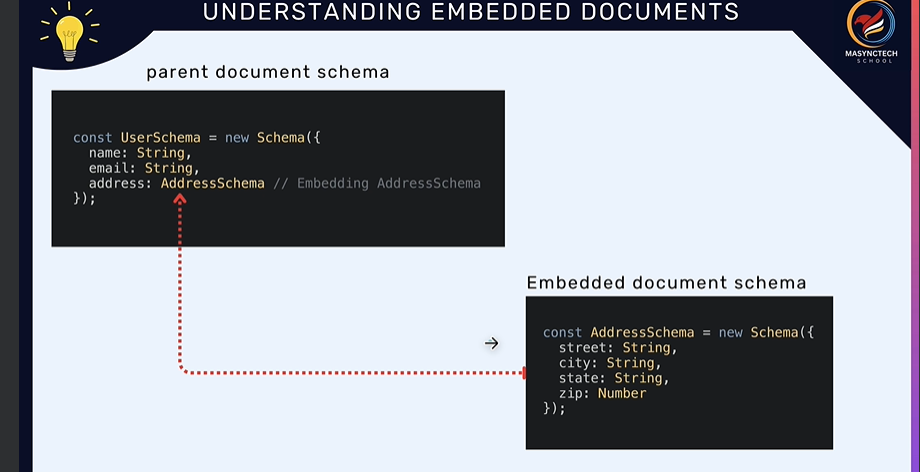 UNDERSTANDING EMBEDDED DOCUMENTS
MASYNCTECH
SCHOOL
parent document schema
const UserSchema = new Schema({
  name: String,
  email: String,
  address: AddressSchema // Embedding AddressSchema
});
Embedded document schema
const AddressSchema = new Schema({
  street: String,
  city: String,
  state: String,
  zip: Number
});